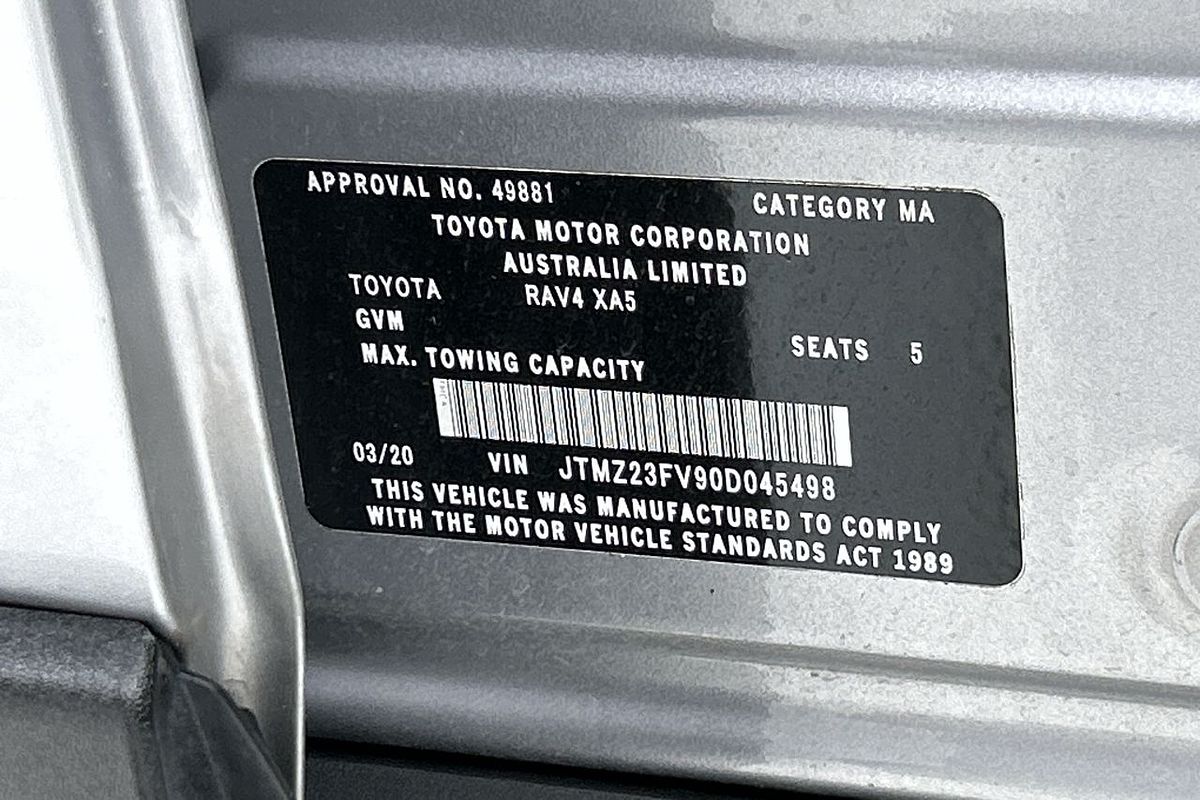 APPROVAL NO. 49881 CATEGORY MA
TOYOTA MOTOR CORPORATION
AUSTRALIA LIMITED
TOYOTA RAV4 XA5
GVM
SEATS 5
MAX. TOWING CAPACITY
03/20 VIN JTMZ23FV90D045498
THIS VEHICLE WAS MANUFACTURED TO COMPLY
WITH THE MOTOR VEHICLE STANDARDS ACT 1989